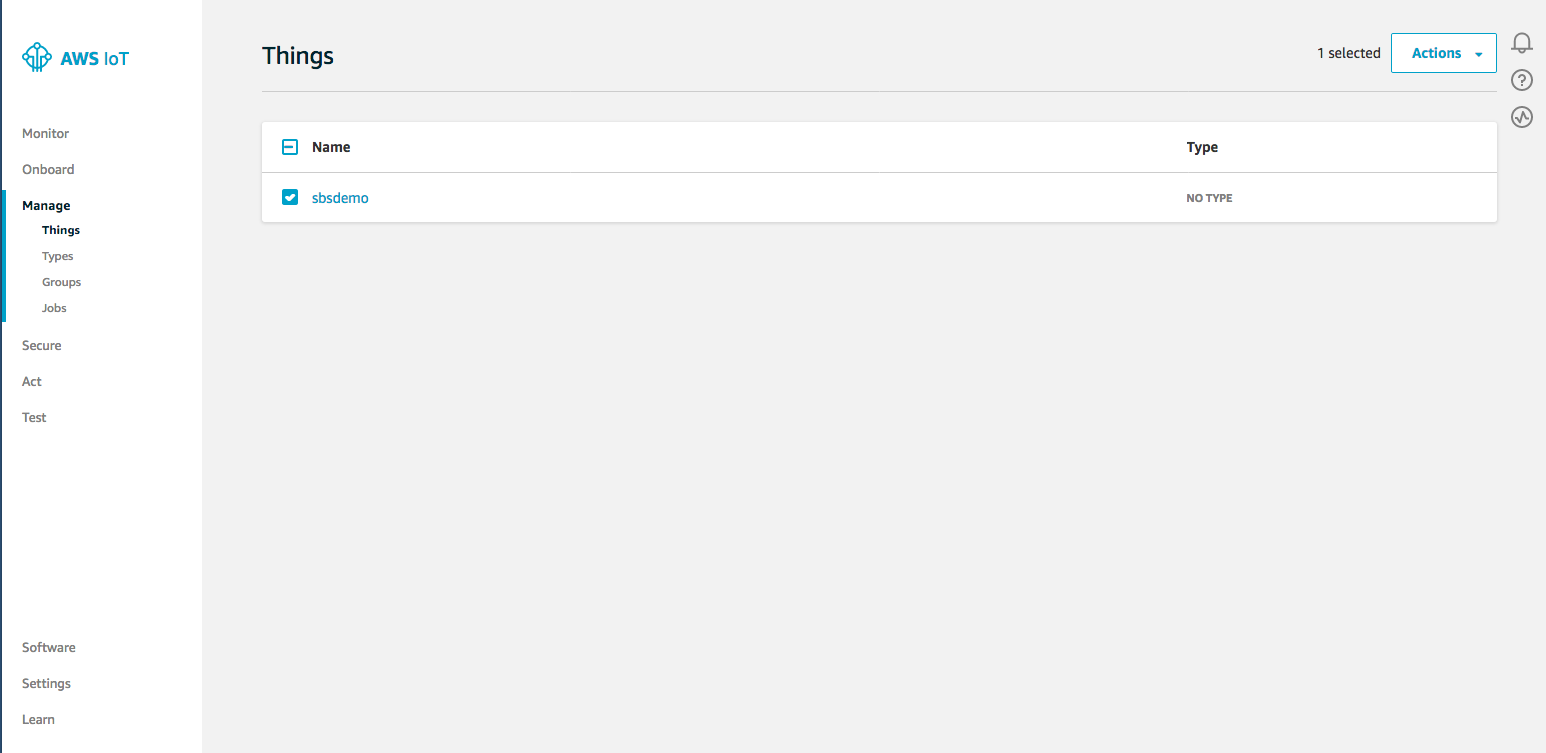 AWS IoT
Monitor
Onboard
Manage
Things
Types
Groups
Jobs
Secure
Act
Test
Software
Settings
Learn
Things
1 selected Actions
Name Type
sbsdemo NO TYPE